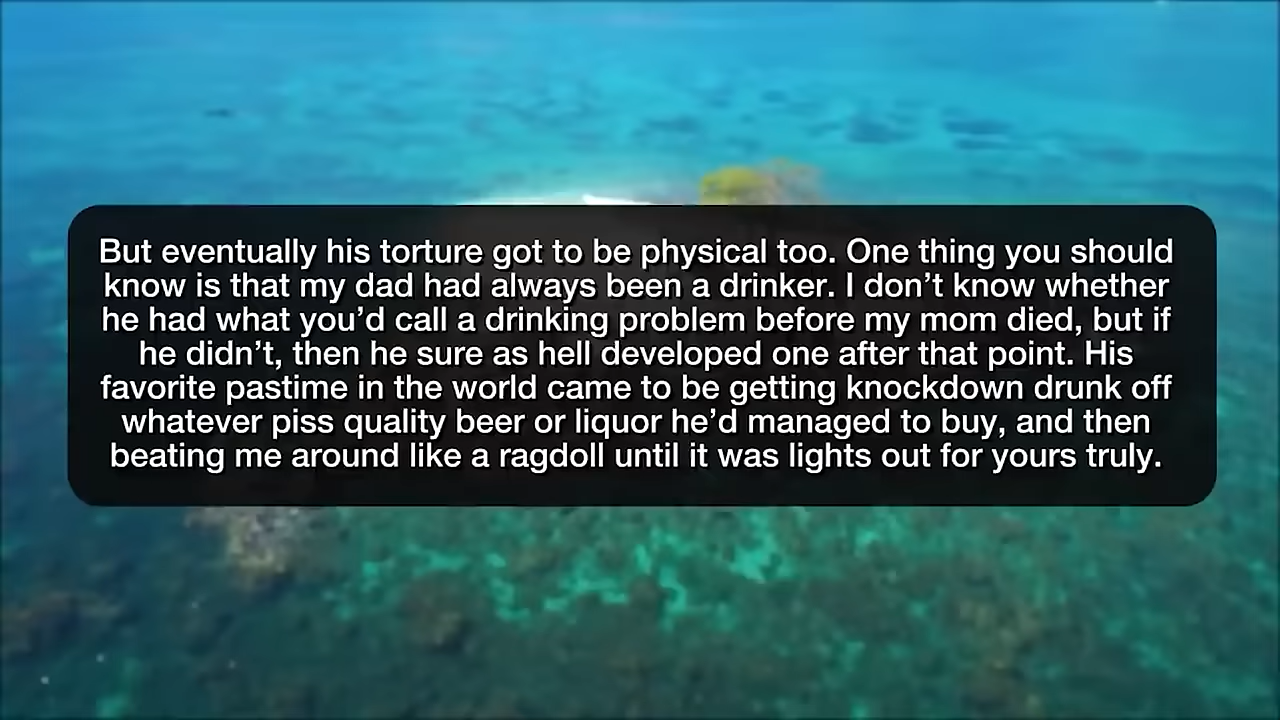 But eventually his torture got to be physical too. One thing you should
know is that my dad had always been a drinker. I don’t know whether
he had what you’d call a drinking problem before my mom died, but if
he didn’t, then he sure as hell developed one after that point. His
favorite pastime in the world came to be getting knockdown drunk off
whatever piss quality beer or liquor he’d managed to buy, and then
beating me around like a ragdoll until it was lights out for yours truly.